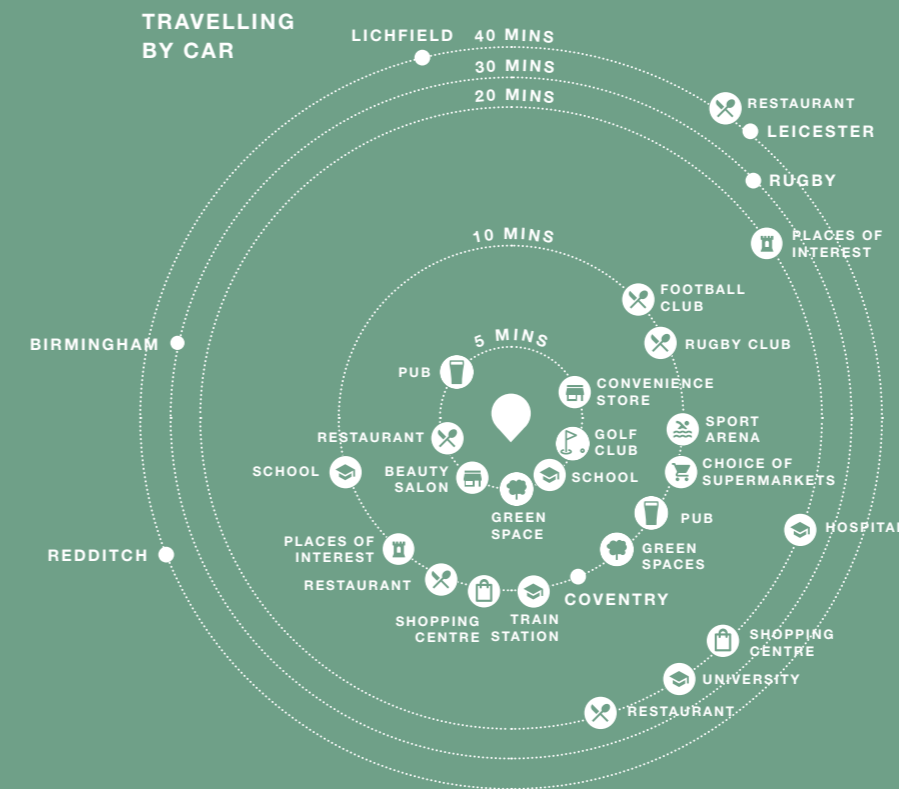 TRAVELLING
BY CAR
LICHFIELD
40 MINS
30 MINS
20 MINS
RESTAURANT
LEICESTER
RUGBY
PLACES OF
INTEREST
10 MINS
FOOTBALL
CLUB
RUGBY CLUB
BIRMINGHAM
5 MINS
PUB
CONVENIENCE
STORE
RESTAURANT
GOLF
CLUB
SPORT
ARENA
SCHOOL
BEAUTY
SALON
SCHOOL
CHOICE OF
SUPERMARKETS
GREEN
SPACE
PUB
HOSPITAL
REDDITCH
PLACES OF
INTEREST
GREEN
SPACES
RESTAURANT
COVENTRY
SHOPPING
CENTRE
TRAIN
STATION
SHOPPING
CENTRE
UNIVERSITY
RESTAURANT